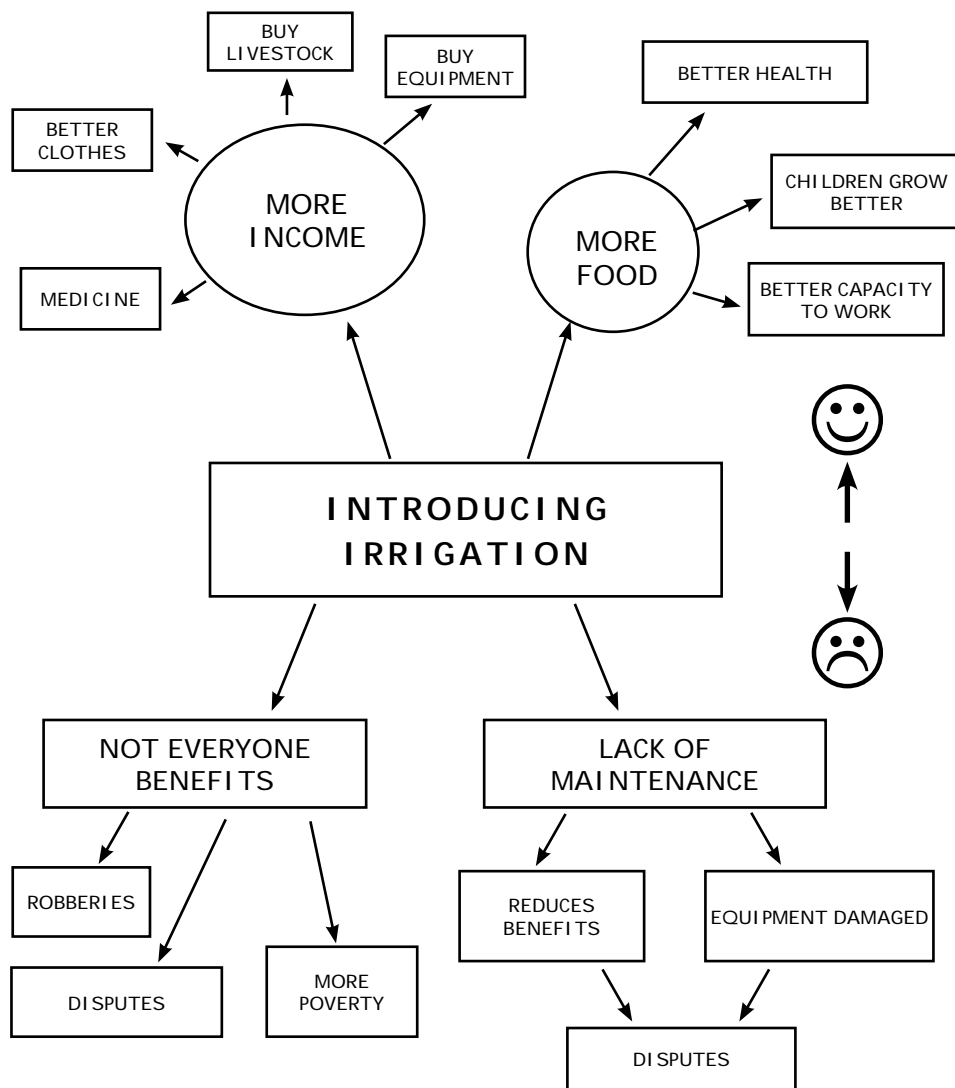 BUY
LIVESTOCK
BUY
EQUIPMENT
BETTER HEALTH
BETTER
CLOTHES
MORE
INCOME
CHILDREN GROW
BETTER
MORE
FOOD
MEDICINE
BETTER CAPACITY
TO WORK
INTRODUCING
IRRIGATION
NOT EVERYONE
BENEFITS
LACK OF
MAINTENANCE
ROBBERIES
REDUCES
BENEFITS
EQUIPMENT DAMAGED
DISPUTES
MORE
POVERTY
DISPUTES